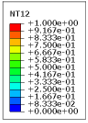 NT12
+1.000e+00
+9.167e-01
+8.333e-01
+7.500e-01
+6.667e-01
+5.833e-01
+5.000e-01
+4.167e-01
+3.333e-01
+2.500e-01
+1.667e-01
+8.333e-02
+0.000e+00